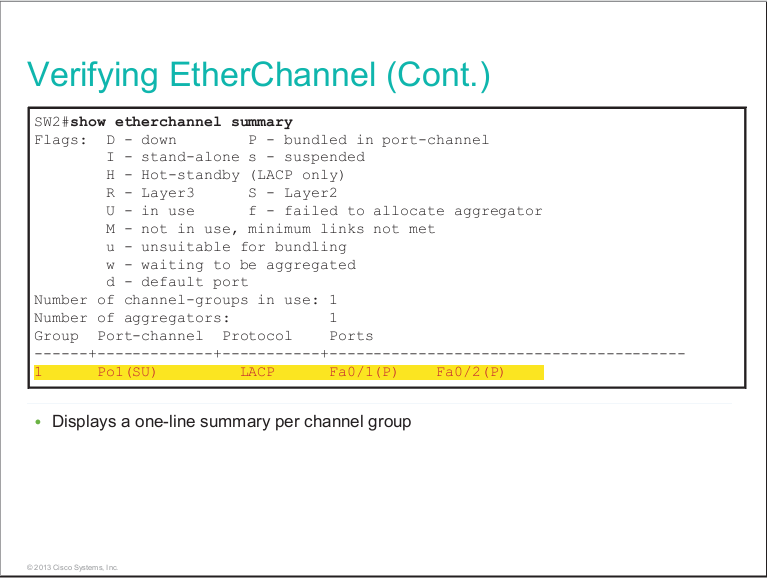 Verifying EtherChannel (Cont.)
SW2#show etherchannel summary
Flags:  D - down        P - bundled in port-channel
        I - stand-alone s - suspended
        H - Hot-standby (LACP only)
        R - Layer3      S - Layer2
        U - in use      f - failed to allocate aggregator
        M - not in use, minimum links not met
        u - unsuitable for bundling
        w - waiting to be aggregated
        d - default port
Number of channel-groups in use: 1
Number of aggregators:           1
Group  Port-channel  Protocol    Ports
------+-------------+-----------+----------------------------------------
1      Po1(SU)         LACP      Fa0/1(P)    Fa0/2(P)
• Displays a one-line summary per channel group
© 2013 Cisco Systems, Inc.